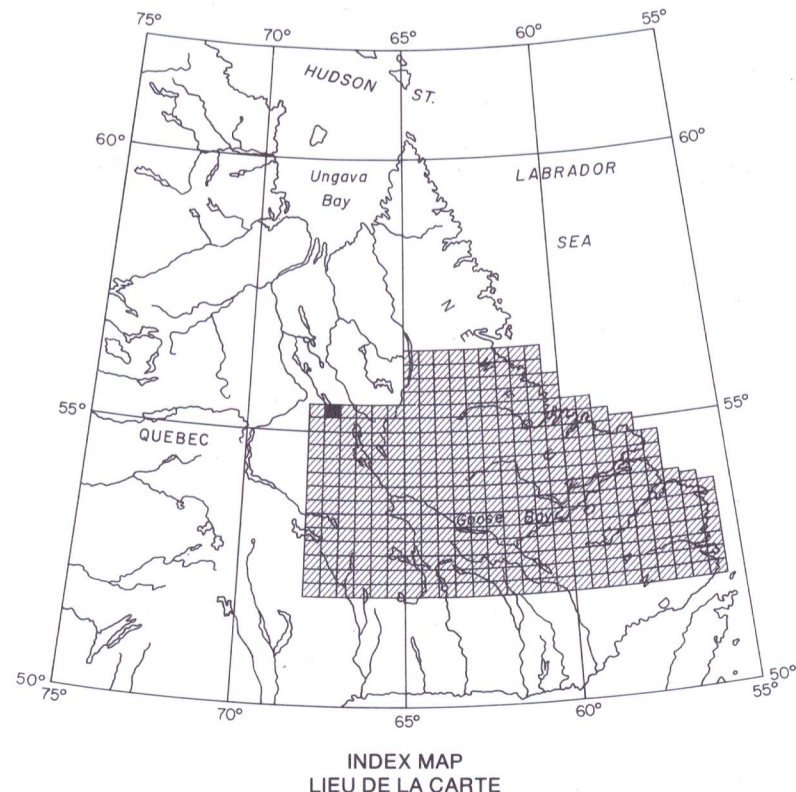 75°
70°
65°
60°
55°
HUDSON ST.
60°
60°
Ungava
Bay
LABRADOR
SEA
55°
55°
QUEBEC
Goose Bay
50°
75°
70°
65°
60°
55°
50°
INDEX MAP
LIEU DE LA CARTE